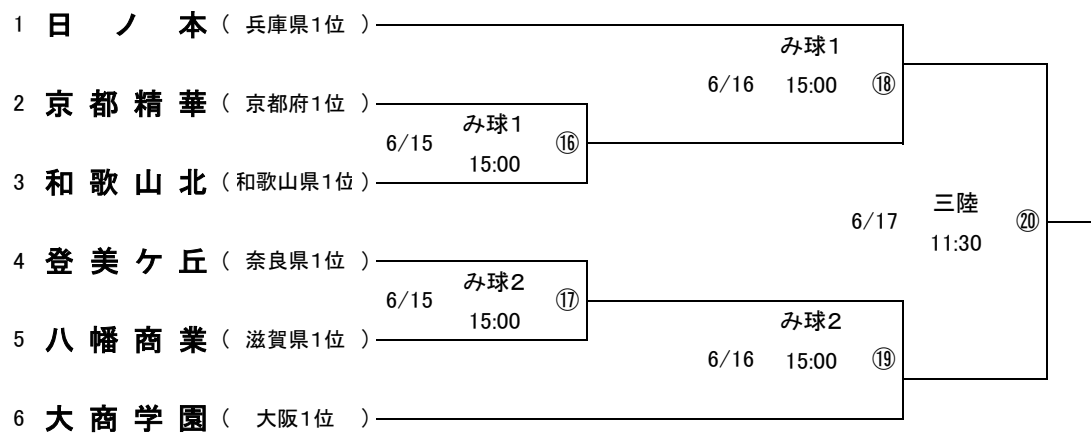 1 日ノ本 ( 兵庫県1位 )
み球1
6/16 15:00 ⑱
2 京都精華 ( 京都府1位 )
み球1
6/15 ⑯
15:00
3 和歌山北 ( 和歌山県1位 )
三陸
6/17 ⑳
11:30
4 登美ケ丘 ( 奈良県1位 )
み球2
6/15 ⑰
15:00
み球2
5 八幡商業 ( 滋賀県1位 )
6/16 15:00 ⑲
6 大商学園 ( 大阪1位 )